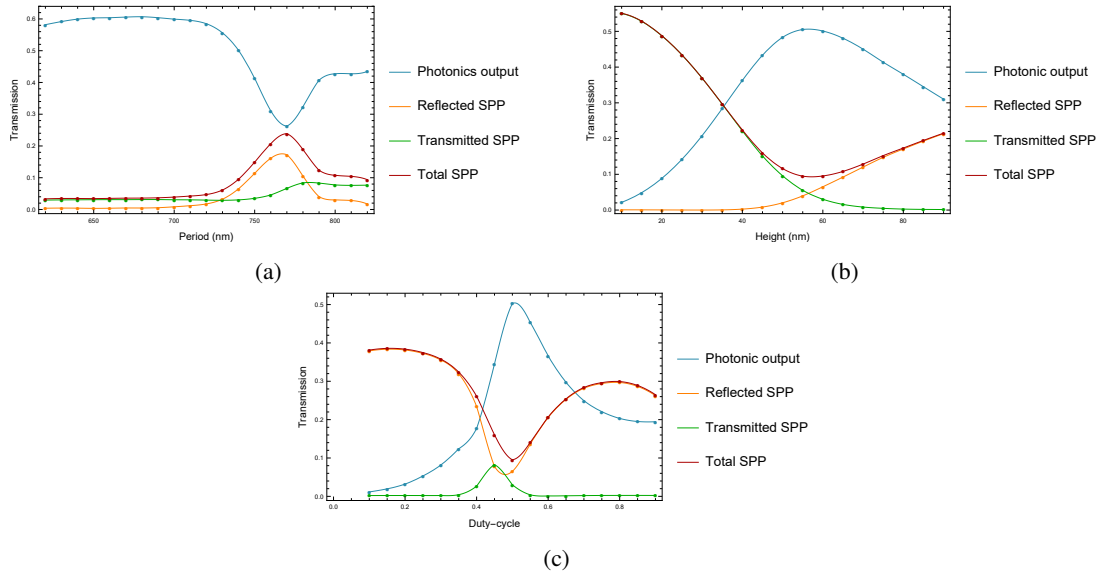 0.6
0.5
0.4
0.3
0.2
0.1
0.0
Transmission
650
700
750
800
Period (nm)
Photonics output
Reflected SPP
Transmitted SPP
Total SPP
(a)
0.5
0.4
0.3
0.2
0.1
0.0
Transmission
20
40
60
80
Height (nm)
Photonic output
Reflected SPP
Transmitted SPP
Total SPP
(b)
0.5
0.4
0.3
0.2
0.1
0.0
Transmission
0.0
0.2
0.4
0.6
0.8
Duty-cycle
Photonic output
Reflected SPP
Transmitted SPP
Total SPP
(c)